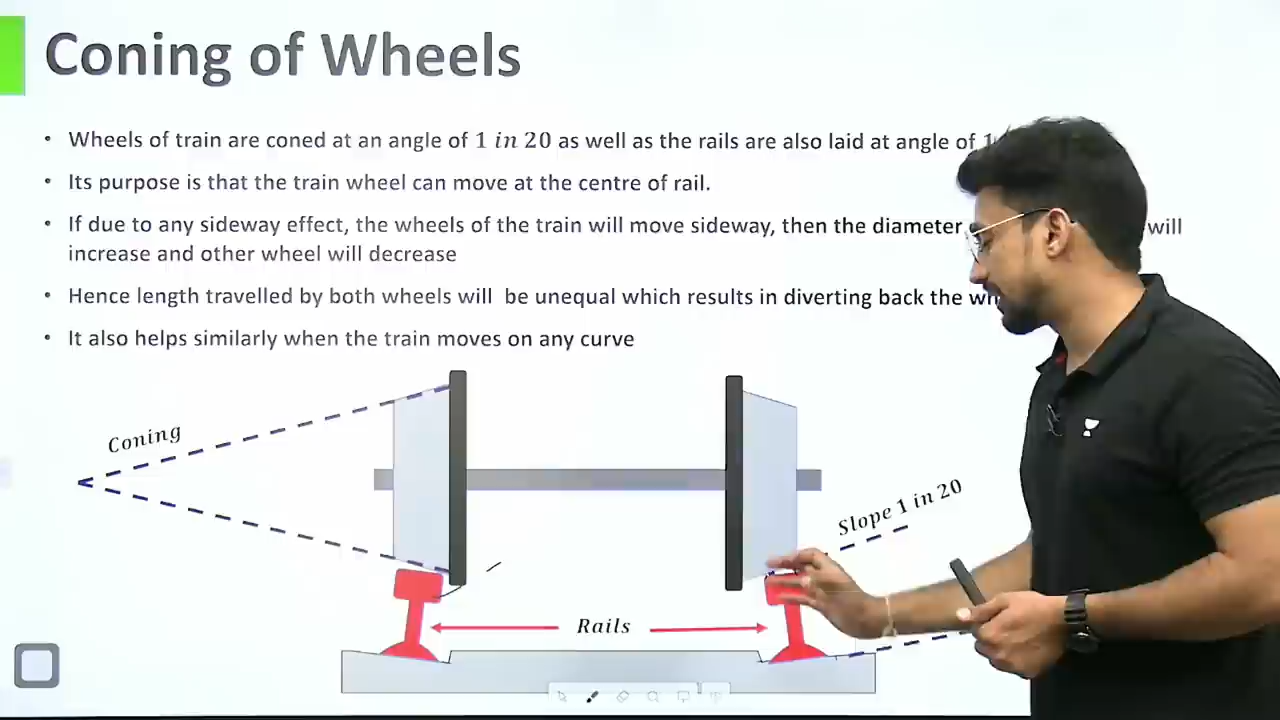 Coning of Wheels
• Wheels of train are coned at an angle of 1 in 20 as well as the rails are also laid at angle of
• Its purpose is that the train wheel can move at the centre of rail.
• If due to any sideway effect, the wheels of the train will move sideway, then the diameter will
increase and other wheel will decrease
• Hence length travelled by both wheels will be unequal which results in diverting back the
• It also helps similarly when the train moves on any curve
Coning
Slope 1 in 20
Rails